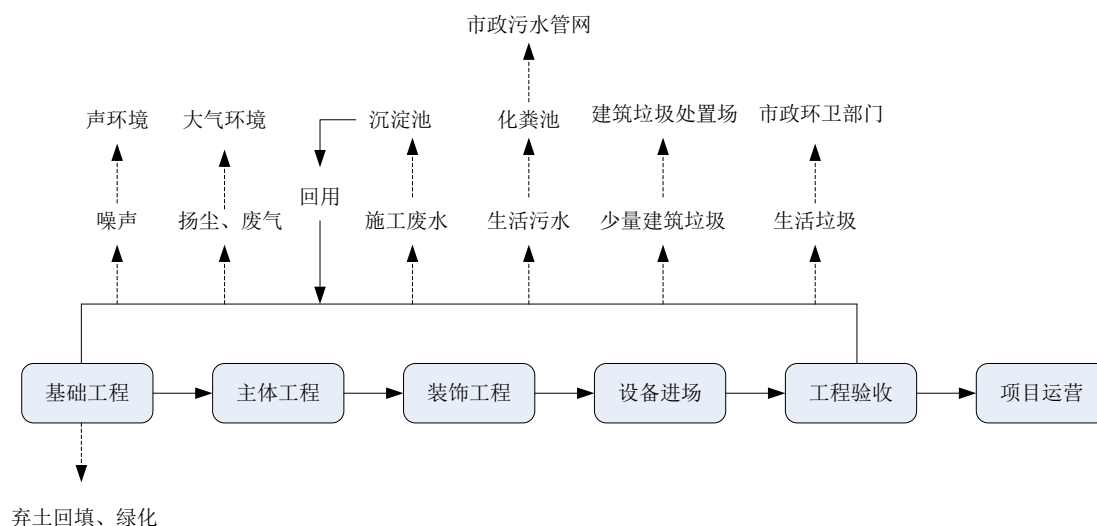 市政污水管网
声环境
大气环境
沉淀池
化粪池
建筑垃圾处置场
市政环卫部门
回用
噪声
扬尘、废气
施工废水
生活污水
少量建筑垃圾
生活垃圾
基础工程
主体工程
装饰工程
设备进场
工程验收
项目运营
弃土回填、绿化